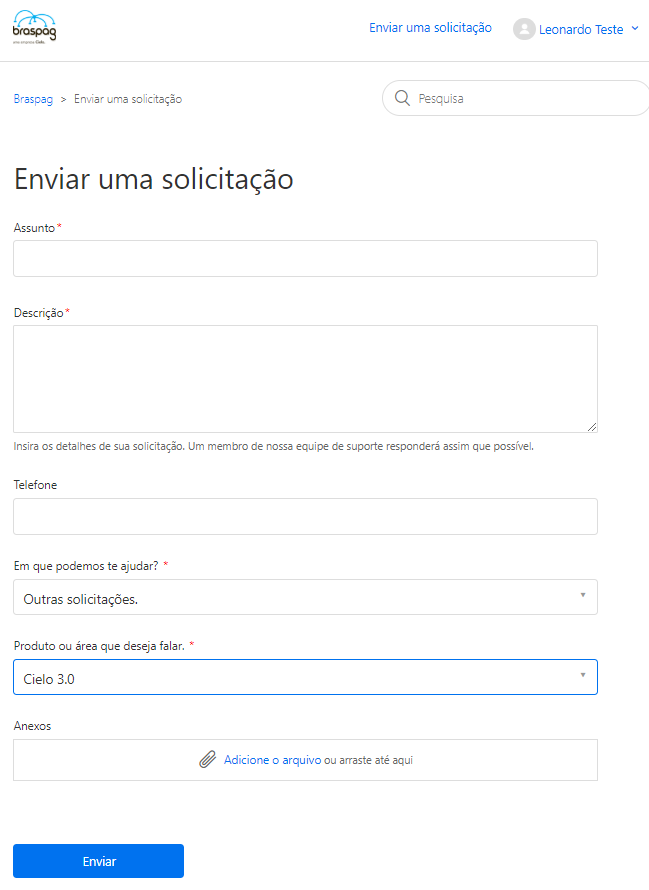 braspag
uma empresa Cielo.
Enviar uma solicitação
Leonardo Teste
Braspag > Enviar uma solicitação
Pesquisa
Enviar uma solicitação
Assunto*
Descrição*
Insira os detalhes de sua solicitação. Um membro de nossa equipe de suporte responderá assim que possível.
Telefone
Em que podemos te ajudar? *
Outras solicitações.
Produto ou área que deseja falar. *
Cielo 3.0
Anexos
Adicione o arquivo ou arraste até aqui
Enviar